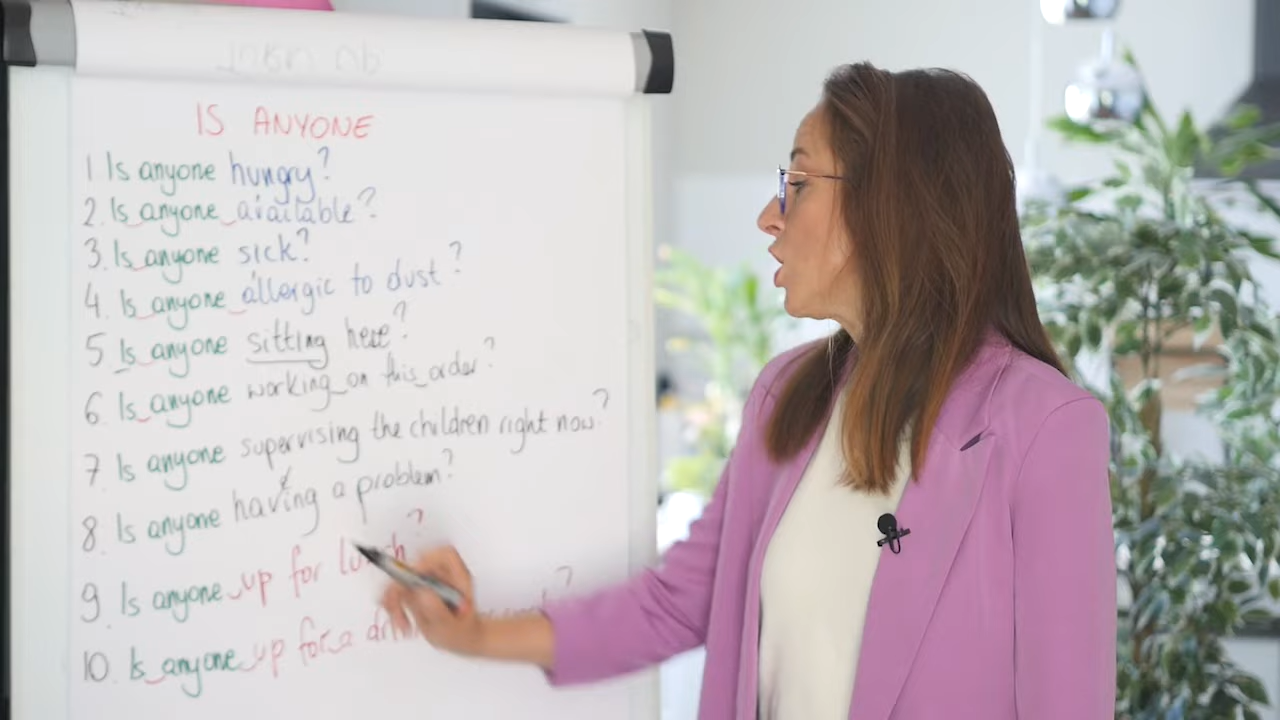 IS ANYONE
1 Is anyone hungry?
2. Is anyone available?
3. Is anyone sick?
4. Is anyone allergic to dust?
5 Is anyone sitting here?
6 Is anyone working on this order?
7 Is anyone supervising the children right now?
8. Is anyone having a problem?
9 Is anyone up for lunch?
10. Is anyone up for a ?